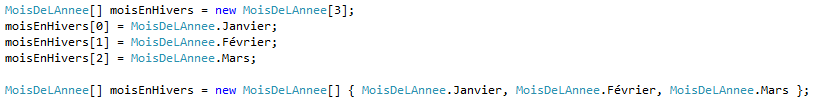 MoisDeLAnnee[] moisEnHivers = new MoisDeLAnnee[3];
moisEnHivers[0] = MoisDeLAnnee.Janvier;
moisEnHivers[1] = MoisDeLAnnee.Février;
moisEnHivers[2] = MoisDeLAnnee.Mars;
MoisDeLAnnee[] moisEnHivers = new MoisDeLAnnee[] { MoisDeLAnnee.Janvier, MoisDeLAnnee.Février, MoisDeLAnnee.Mars };